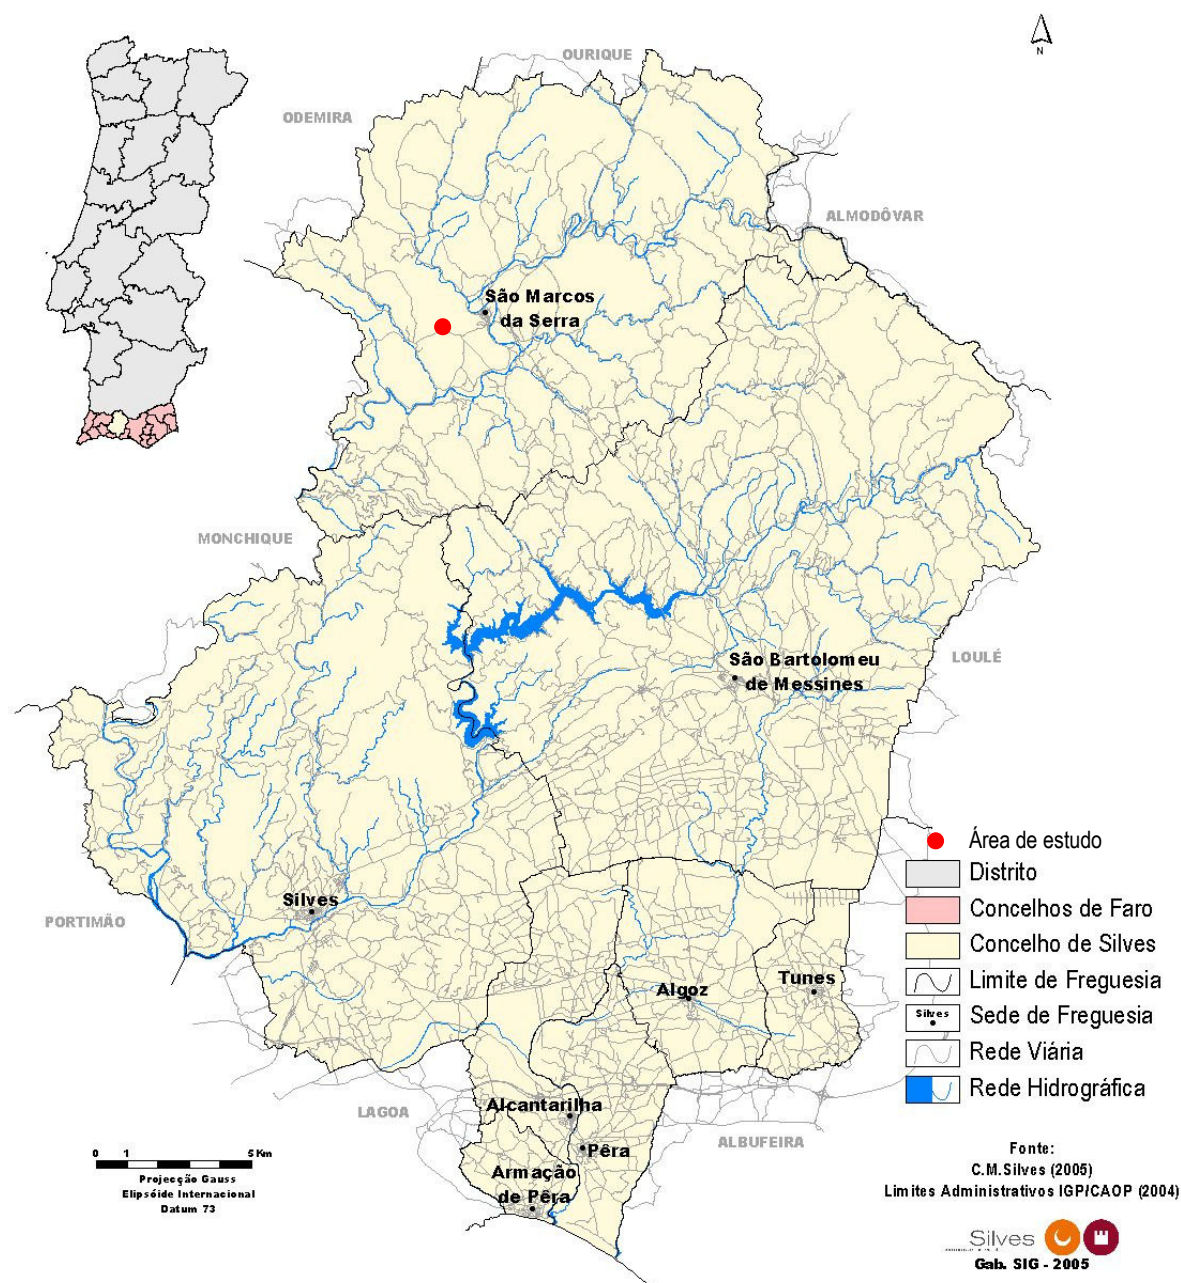 OURIQUE
N
ODEMIRA
ALMODÔVAR
São Marcos
da Serra
MONCHIQUE
São Bartolomeu
de Messines
LOULÉ
Silves
PORTIMÃO
Algoz
Tunes
Alcantarilha
Pêra
Armação
de Pêra
LAGOA
ALBUFEIRA
Área de estudo
Distrito
Concelhos de Faro
Concelho de Silves
Limite de Freguesia
Silves
Sede de Freguesia
Rede Viária
Rede Hidrográfica
0 1 5 Km
Projecção Gauss
Elipsóide Internacional
Datum 73
Fonte:
C.M.Silves (2005)
Limites Administrativos IGP/CAOP (2004)
Silves
Gab. SIG - 2005